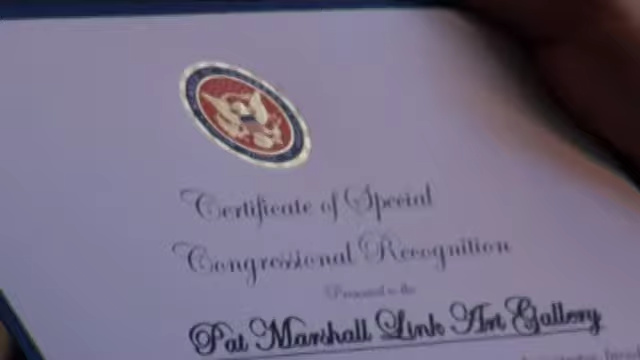 Certificate of Special
Congressional Recognition
Presented to the
Pat Marshall Link Art Gallery